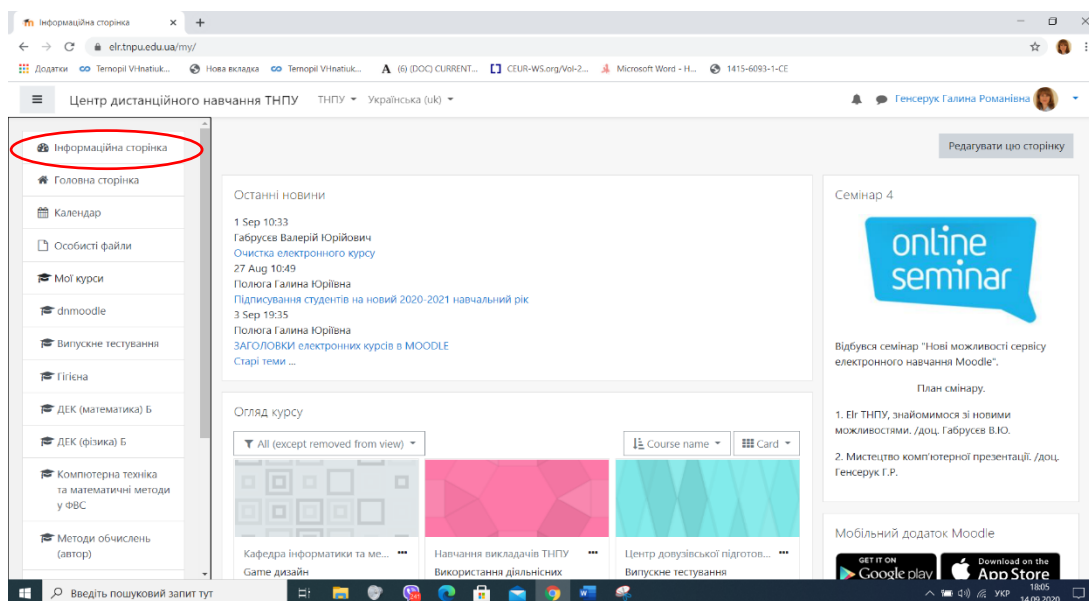 Інформаційна сторінка
elr.tnpu.edu.ua/my/
Додатки
Ternopil VHnatiuk...
Нова вкладка
Ternopil VHnatiuk...
(6) (DOC) CURRENT...
CEUR-WS.org/Vol-2...
Microsoft Word - H...
1415-6093-1-CE
Центр дистанційного навчання ТНПУ
ТНПУ
Українська (uk)
Генсерук Галина Романівна
Інформаційна сторінка
Головна сторінка
Календар
Особисті файли
Мої курси
dnmoodle
Випускне тестування
Гігієна
ДЕК (математика) Б
ДЕК (фізика) Б
Компютерна техніка
та математичні методи
у ФВС
Методи обчислень
(автор)
Редагувати цю сторінку
Останні новини
1 Sep 10:33
Габрусєв Валерій Юрійович
Очистка електронного курсу
27 Aug 10:49
Полюга Галина Юріївна
Підписування студентів на новий 2020-2021 навчальний рік
3 Sep 19:35
Полюга Галина Юріївна
ЗАГОЛОВКИ електронних курсів в MOODLE
Старі теми ...
Огляд курсу
All (except removed from view)
Course name
Card
Кафедра інформатики та ме...
Game дизайн
Навчання викладачів ТНПУ
Використання діяльнісних
Центр довузівської підготов...
Випускне тестування
Семінар 4
online
seminar
Відбувся семінар "Нові можливості сервісу
електронного навчання Moodle".
План смінару.
1. Elr ТНПУ, знайомимося зі новими
можливостями. /доц. Габрусєв В.Ю.
2. Мистецтво комп'ютерної презентації. /доц.
Генсерук Г.Р.
Мобільний додаток Moodle
GET IT ON
Google play
Download on the
App Store
Введіть пошуковий запит тут
УКР
18:05
14.09.2020